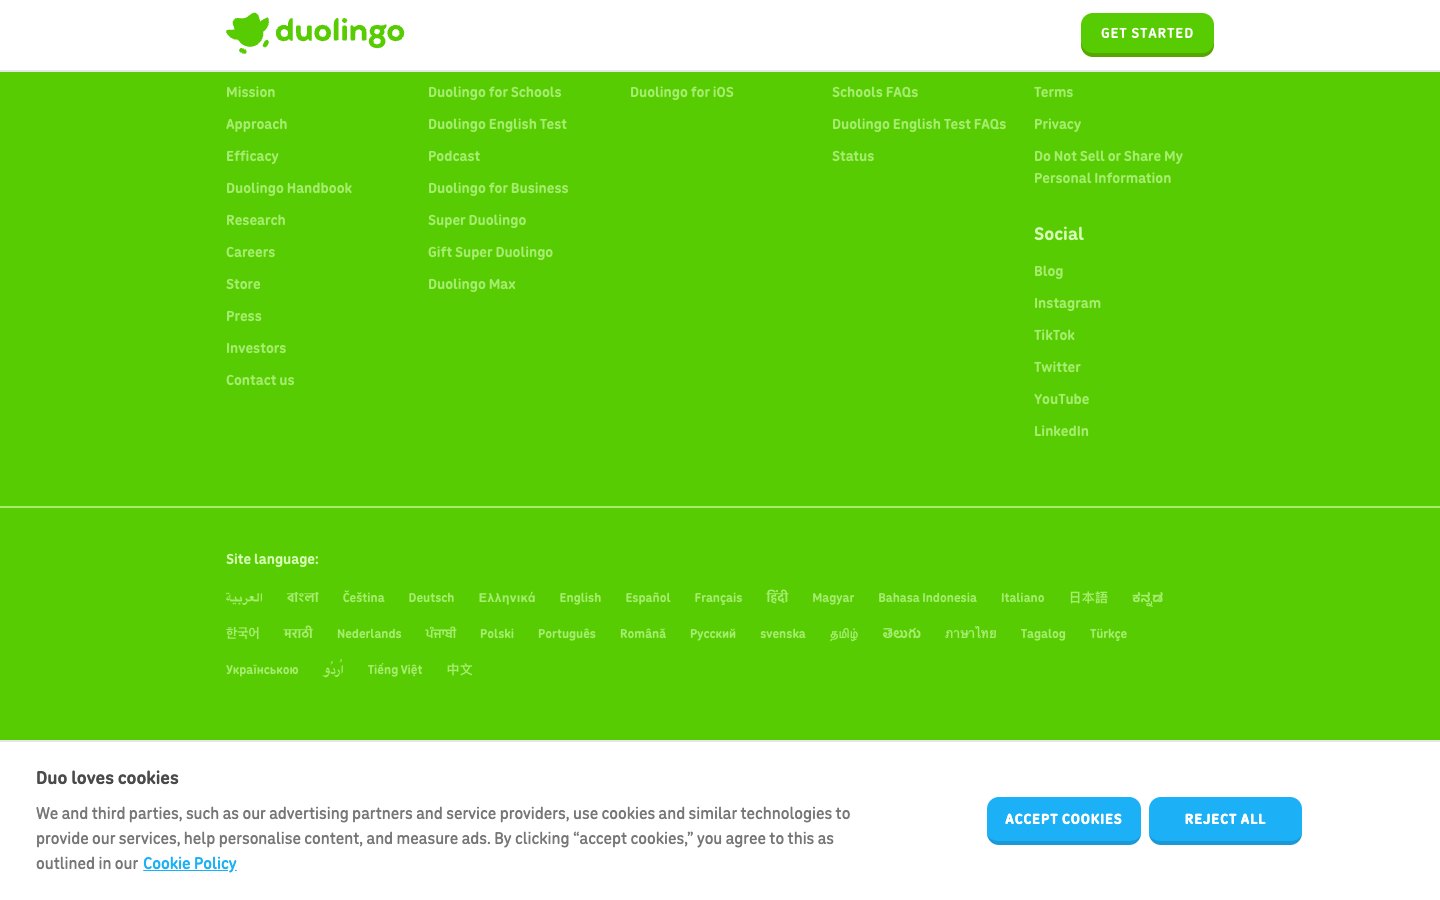 duolingo
GET STARTED
Mission
Approach
Efficacy
Duolingo Handbook
Research
Careers
Store
Press
Investors
Contact us
Duolingo for Schools
Duolingo English Test
Podcast
Duolingo for Business
Super Duolingo
Gift Super Duolingo
Duolingo Max
Duolingo for iOS
Schools FAQs
Duolingo English Test FAQs
Status
Terms
Privacy
Do Not Sell or Share My
Personal Information
Social
Blog
Instagram
TikTok
Twitter
YouTube
LinkedIn
Site language:
العربية বাংলা Čeština Deutsch Ελληνικά English Español Français हिंदी Magyar Bahasa Indonesia Italiano 日本語 ಕನ್ನಡ
한국어 मराठी Nederlands ਪੰਜਾਬੀ Polski Português Română Русский svenska தமிழ் తెలుగు ภาษาไทย Tagalog Türkçe
Українською اُردُو Tiếng Việt 中文
Duo loves cookies
We and third parties, such as our advertising partners and service providers, use cookies and similar technologies to
provide our services, help personalise content, and measure ads. By clicking “accept cookies,” you agree to this as
outlined in our Cookie Policy
ACCEPT COOKIES
REJECT ALL